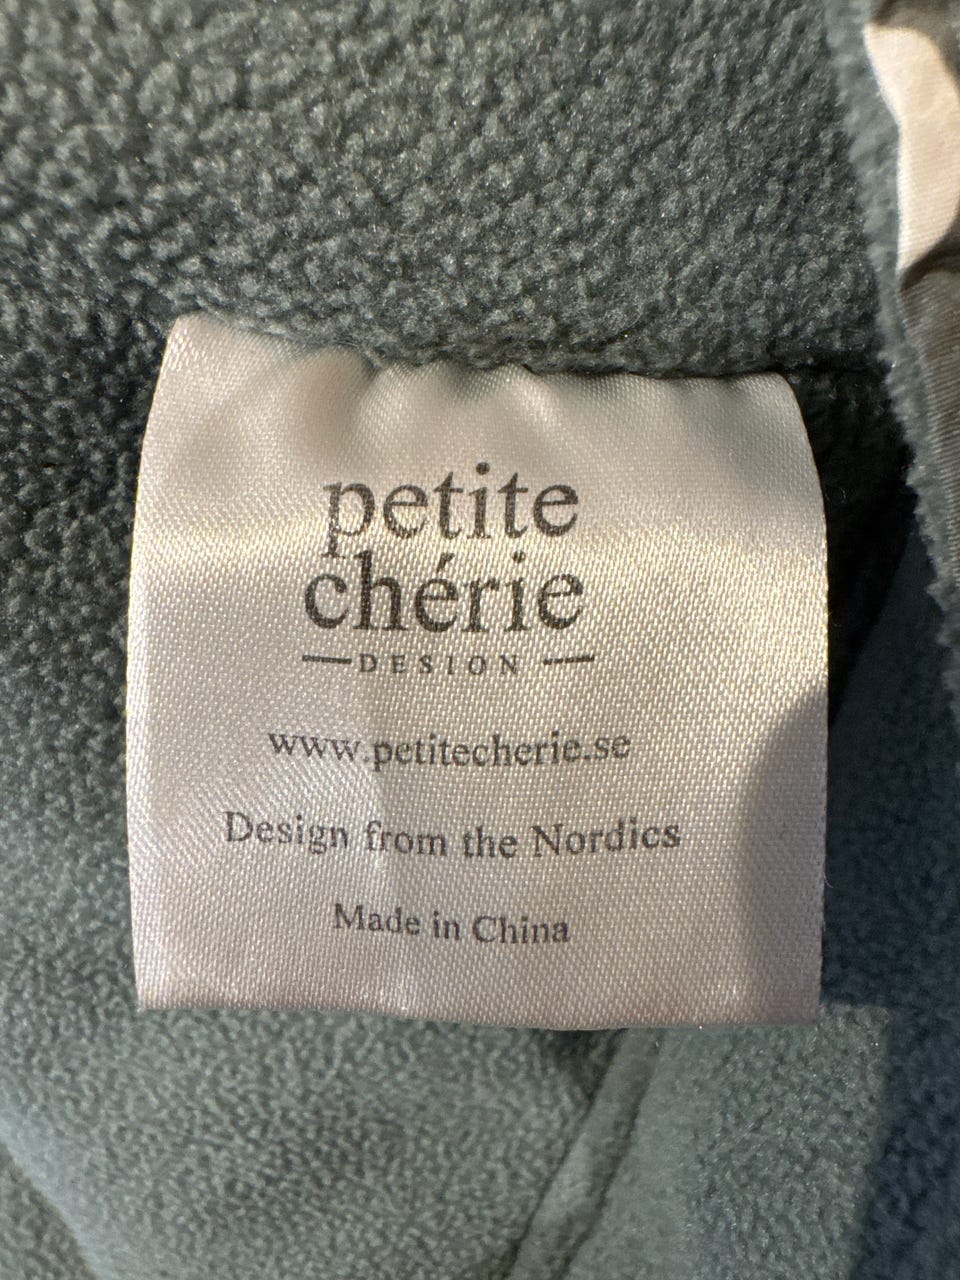 petite
chérie
DESIGN
www.petitecherie.se
Design from the Nordics
Made in China